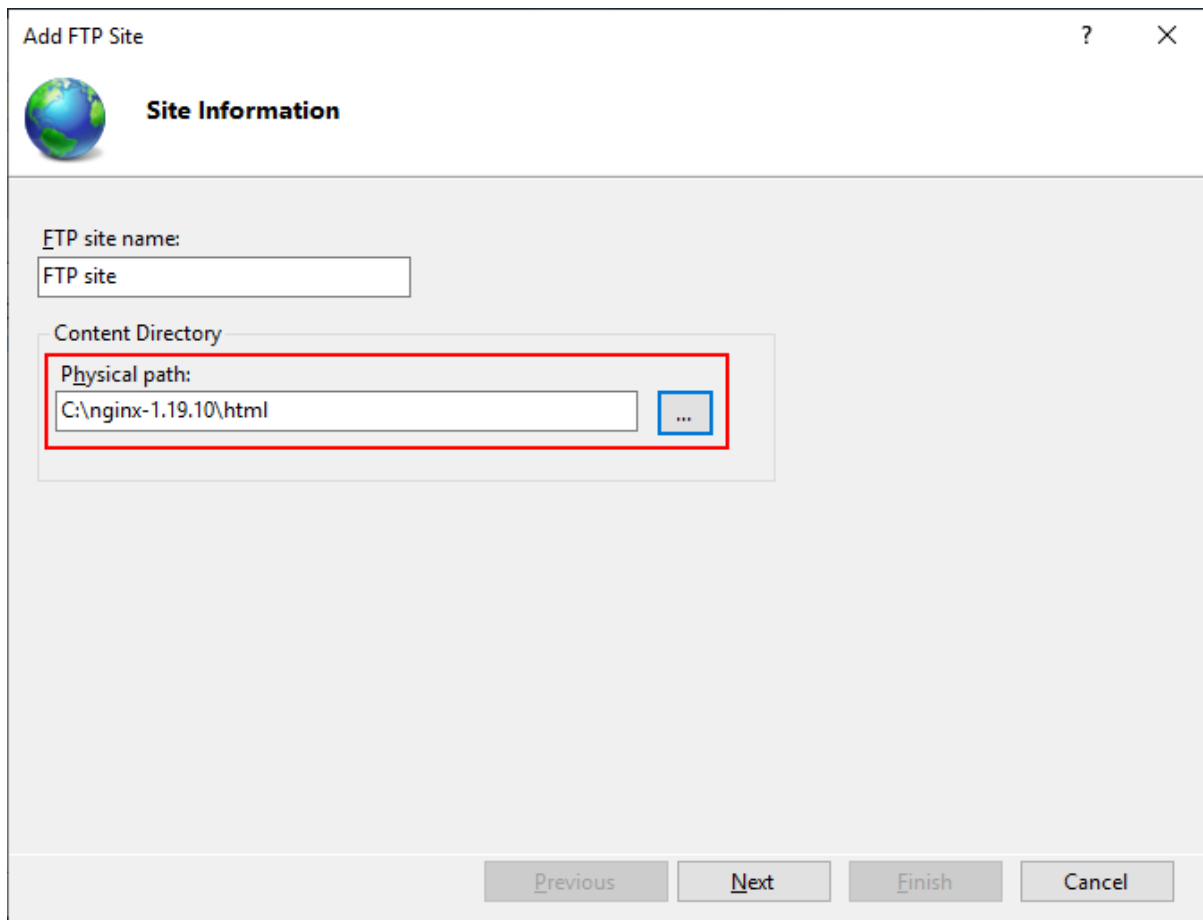 Add FTP Site
?
Site Information
FTP site name:
FTP site
Content Directory
Physical path:
C:\nginx-1.19.10\html
...
Previous
Next
Finish
Cancel